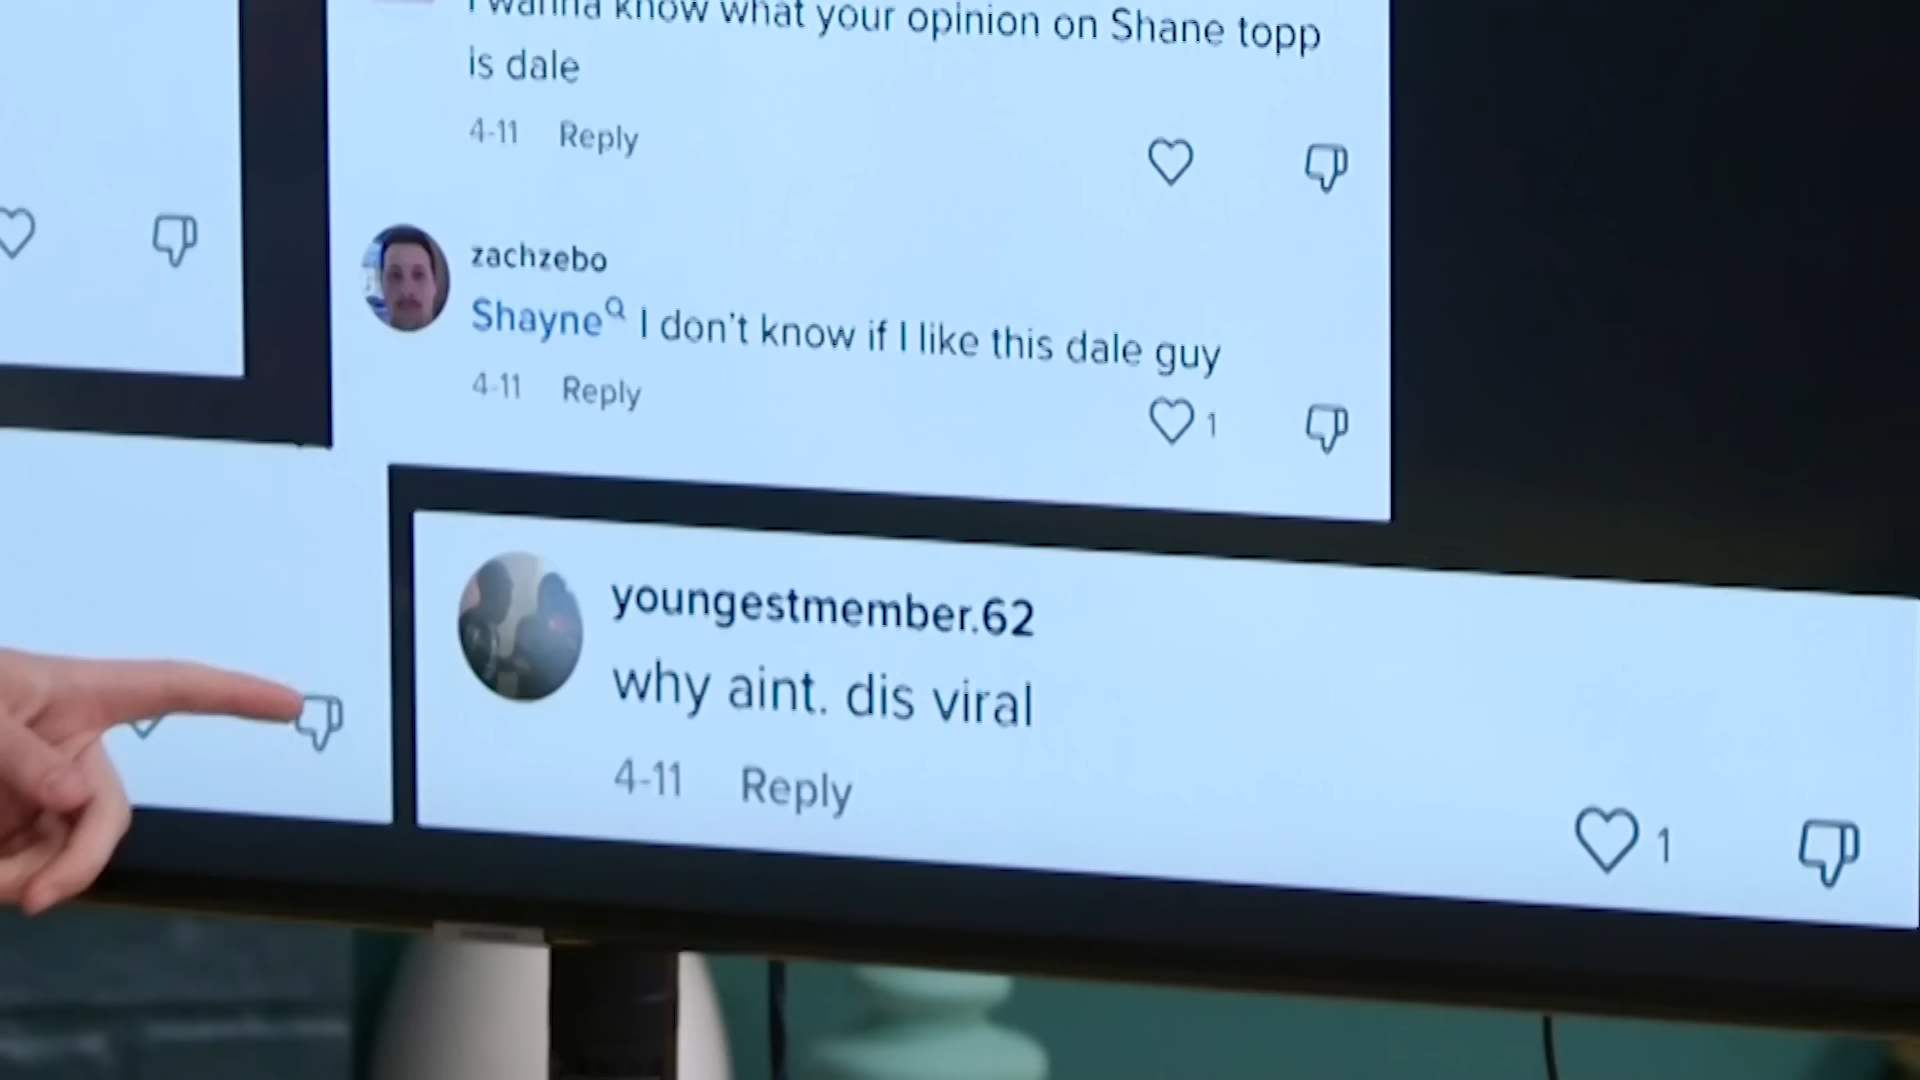 I wanna know what your opinion on Shane topp
is dale
4-11 Reply
zachzebo
Shayne I don't know if I like this dale guy
4-11 Reply
1
youngestmember.62
why aint. dis viral
4-11 Reply
1